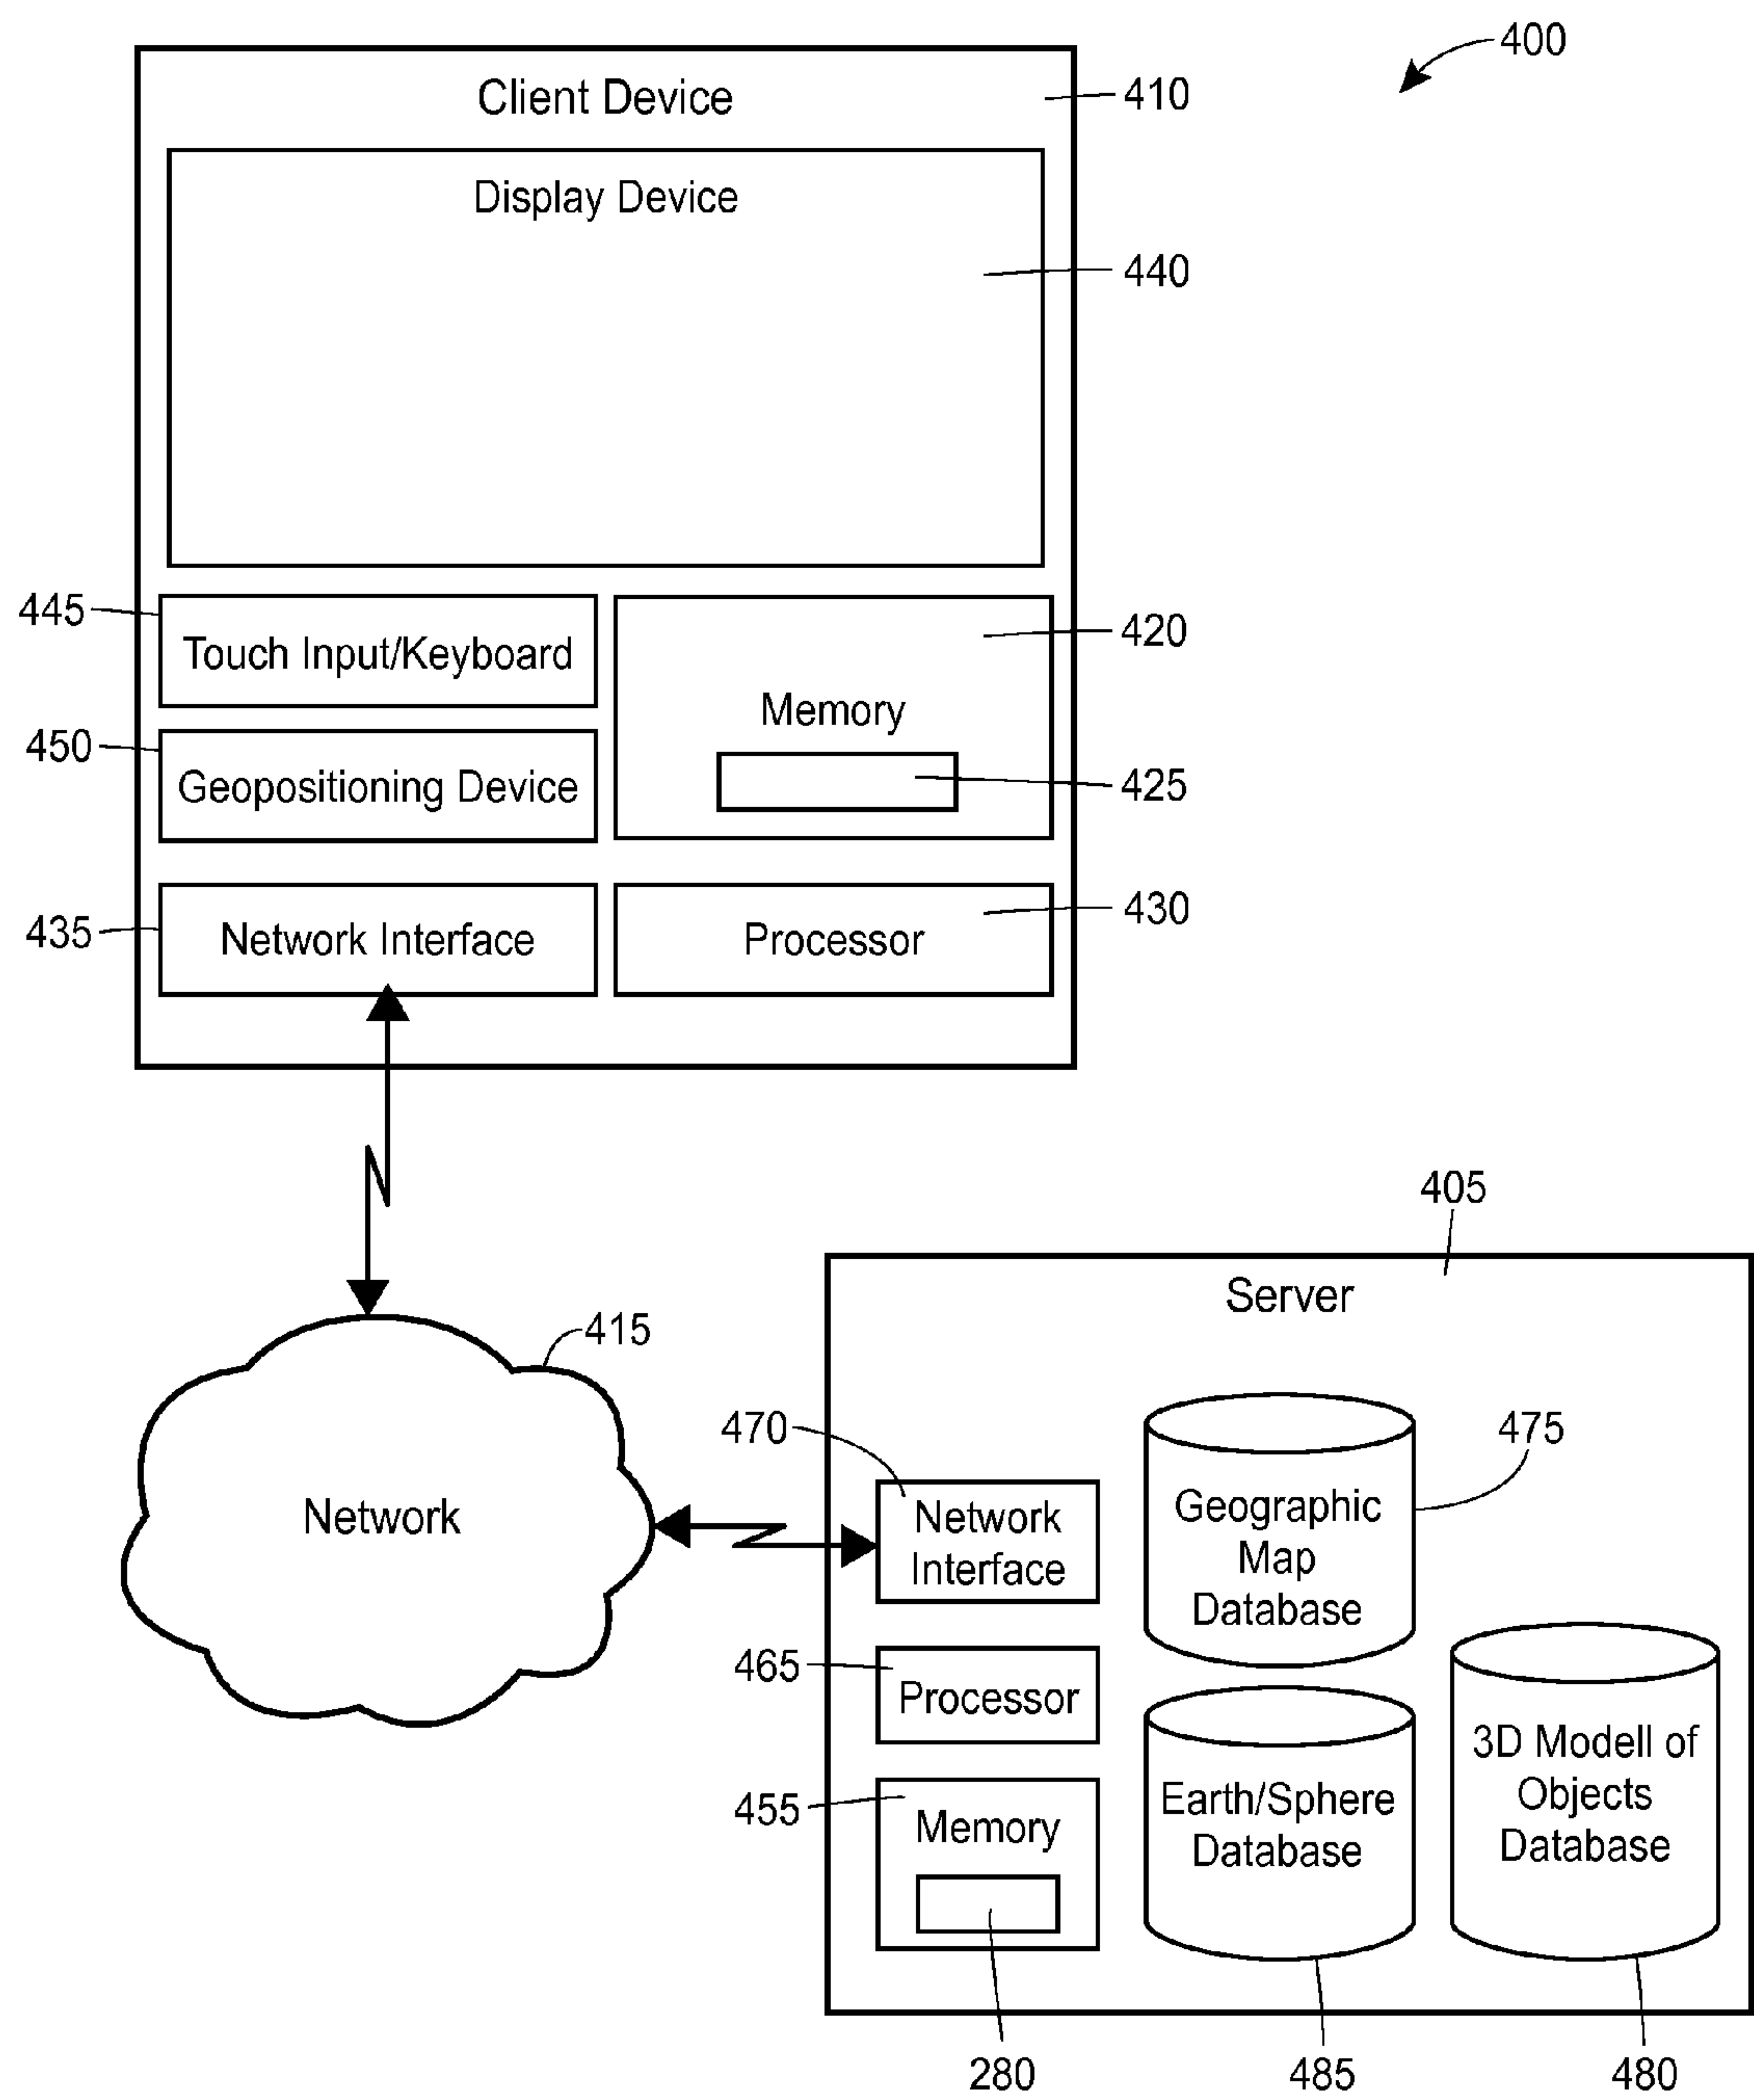 400
Client Device
410
Display Device
440
445
Touch Input/Keyboard
420
Memory
450
Geopositioning Device
425
435
Network Interface
430
Processor
405
Server
415
Network
470
Network
Interface
475
Geographic
Map
Database
465
Processor
455
Memory
Earth/Sphere
Database
3D Modell of
Objects
Database
280
485
480